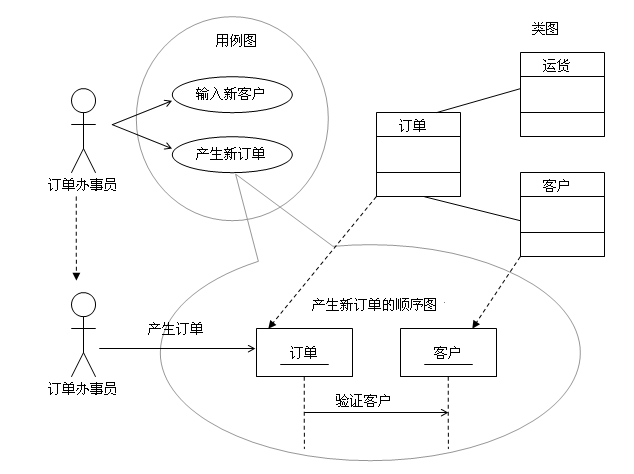 类图
用例图
运货
输入新客户
订单
产生新订单
客户
订单办事员
产生新订单的顺序图
产生订单
订单
客户
订单办事员
验证客户